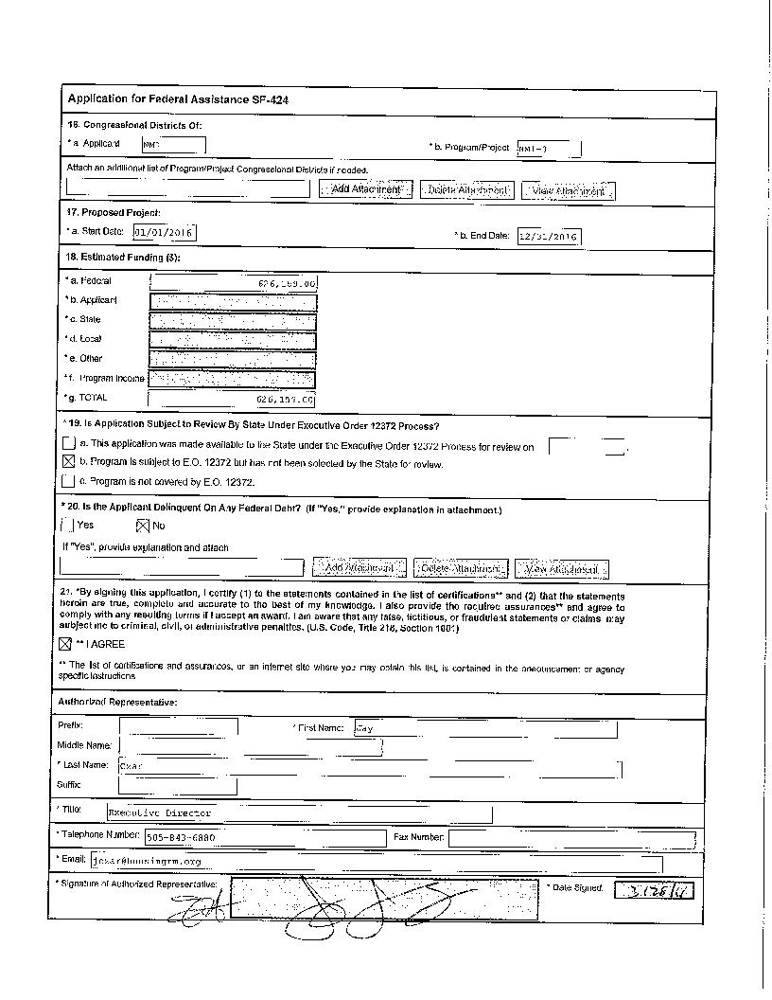 Application for Federal Assistance SF-424
16. Congressional Districts Of:
* a. Applicant
* b. Program/Project
Attach an additional list of Program/Project Congressional Districts if needed.
Add Attachment Delete Attachment View Attachment
17. Proposed Project:
* a. Start Date: 01/01/2016
* b. End Date: 12/31/2016
18. Estimated Funding ($):
* a. Federal 626,159.00
* b. Applicant
* c. State
* d. Local
* e. Other
* f. Program Income
* g. TOTAL 626,159.00
* 19. Is Application Subject to Review By State Under Executive Order 12372 Process?
a. This application was made available to the State under the Executive Order 12372 Process for review on .
b. Program is subject to E.O. 12372 but has not been selected by the State for review.
c. Program is not covered by E.O. 12372.
* 20. Is the Applicant Delinquent On Any Federal Debt? (If "Yes," provide explanation in attachment.)
Yes No
If "Yes", provide explanation and attach
Add Attachment Delete Attachment View Attachment
21. *By signing this application, I certify (1) to the statements contained in the list of certifications** and (2) that the statements
herein are true, complete and accurate to the best of my knowledge. I also provide the required assurances** and agree to
comply with any resulting terms if I accept an award. I am aware that any false, fictitious, or fraudulent statements or claims may
subject me to criminal, civil, or administrative penalties. (U.S. Code, Title 218, Section 1001)
** I AGREE
** The list of certifications and assurances, or an internet site where you may obtain this list, is contained in the announcement or agency
specific instructions.
Authorized Representative:
Prefix: * First Name: Jay
Middle Name:
* Last Name: Czar
Suffix:
* Title: Executive Director
* Telephone Number: 505-843-6880 Fax Number:
* Email: jczar@housingnm.org
* Signature of Authorized Representative: * Date Signed: